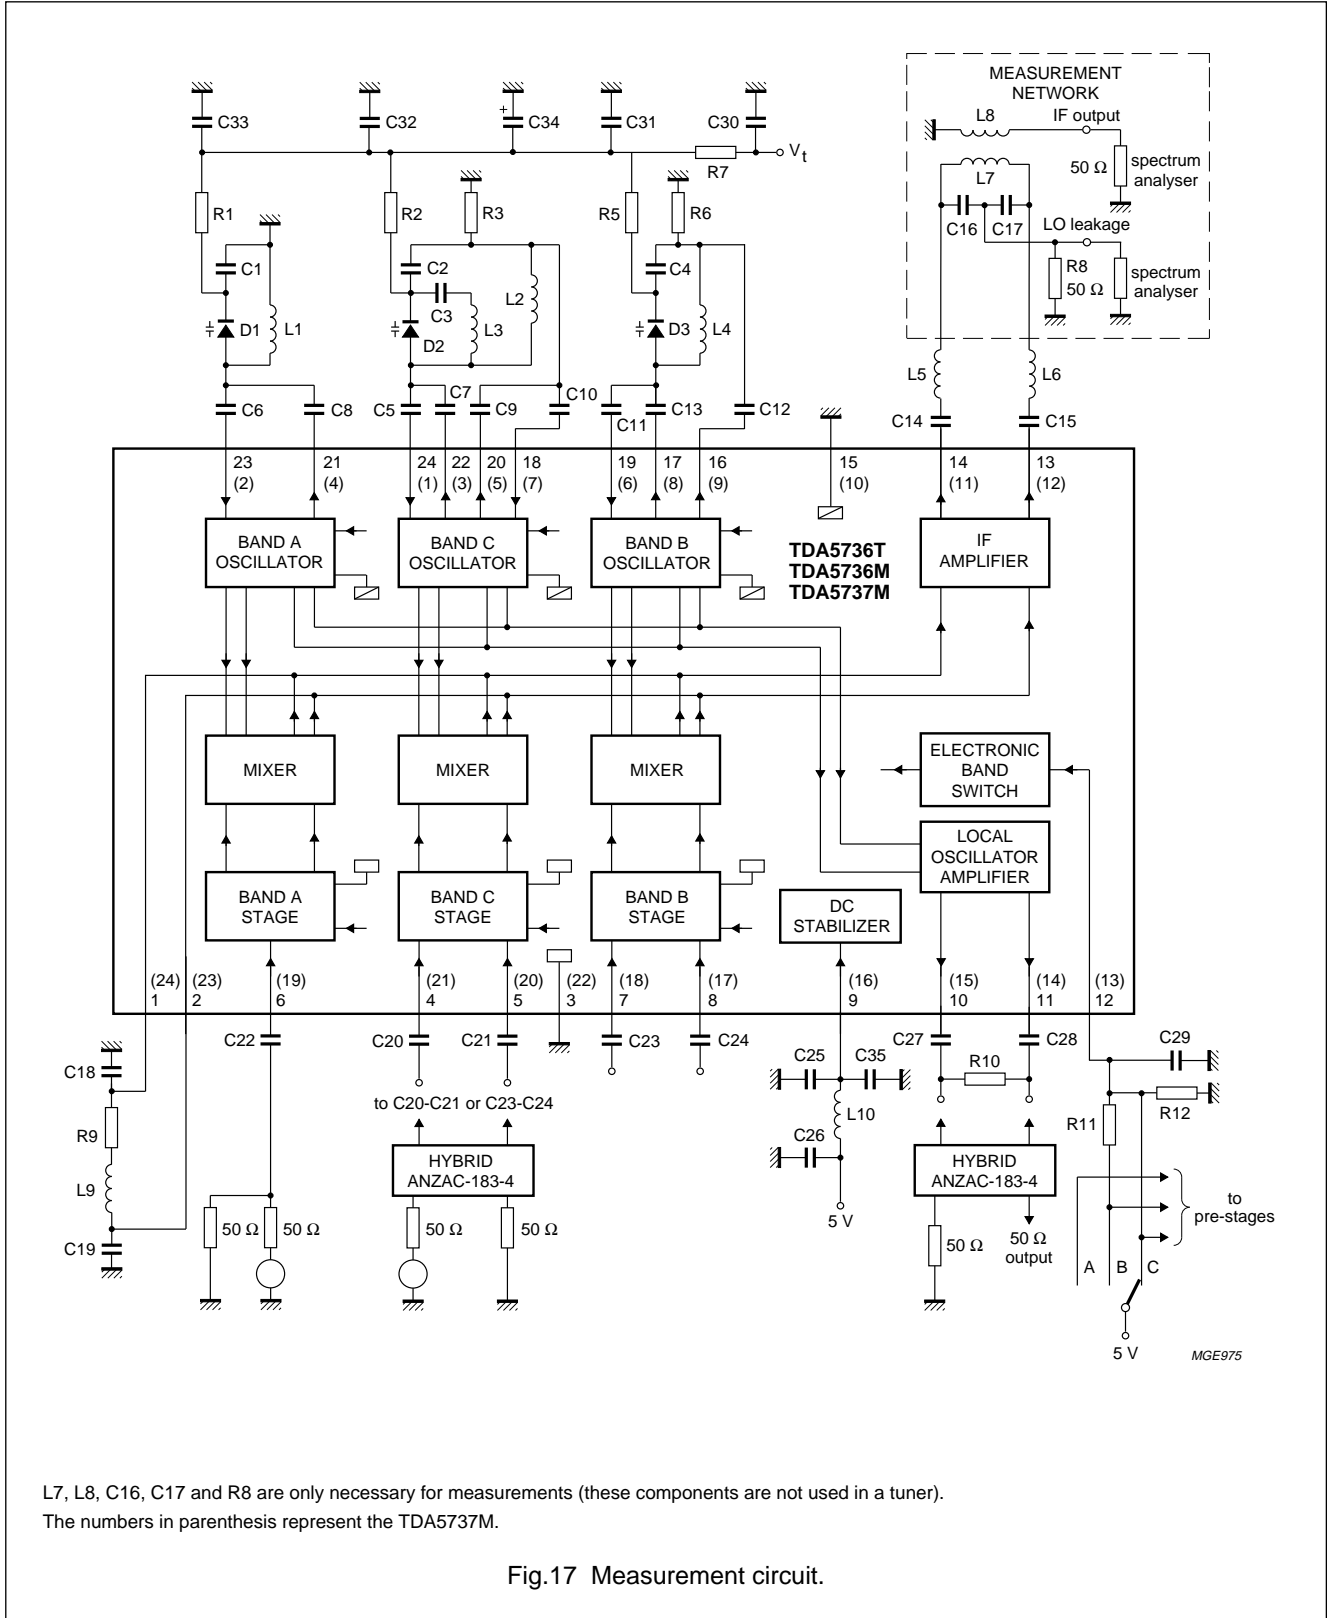 MEASUREMENT
NETWORK
L8
IF output
C33
C32
+
C34
C31
C30
Vt
R7
50 Ω
spectrum
analyser
L7
C16
C17
LO leakage
R8
50 Ω
spectrum
analyser
R1
R2
R3
R5
R6
C1
C2
C3
L2
C4
D1
L1
D2
L3
D3
L4
L5
L6
C6
C8
C5
C7
C9
C10
C11
C13
C12
C14
C15
23
(2)
21
(4)
24
(1)
22
(3)
20
(5)
18
(7)
19
(6)
17
(8)
16
(9)
15
(10)
14
(11)
13
(12)
BAND A
OSCILLATOR
BAND C
OSCILLATOR
BAND B
OSCILLATOR
TDA5736T
TDA5736M
TDA5737M
IF
AMPLIFIER
MIXER
MIXER
MIXER
ELECTRONIC
BAND
SWITCH
LOCAL
OSCILLATOR
AMPLIFIER
BAND A
STAGE
BAND C
STAGE
BAND B
STAGE
DC
STABILIZER
(24)
1
(23)
2
(19)
6
(21)
4
(20)
5
(22)
3
(18)
7
(17)
8
(16)
9
(15)
10
(14)
11
(13)
12
C18
C22
C20
C21
C23
C24
C25
C35
C27
C28
R10
C29
to C20-C21 or C23-C24
L10
R12
R11
R9
C26
HYBRID
ANZAC-183-4
HYBRID
ANZAC-183-4
L9
C19
50 Ω
50 Ω
50 Ω
50 Ω
5 V
50 Ω
50 Ω
output
to
pre-stages
A
B
C
5 V
MGE975
L7, L8, C16, C17 and R8 are only necessary for measurements (these components are not used in a tuner).
The numbers in parenthesis represent the TDA5737M.
Fig.17 Measurement circuit.